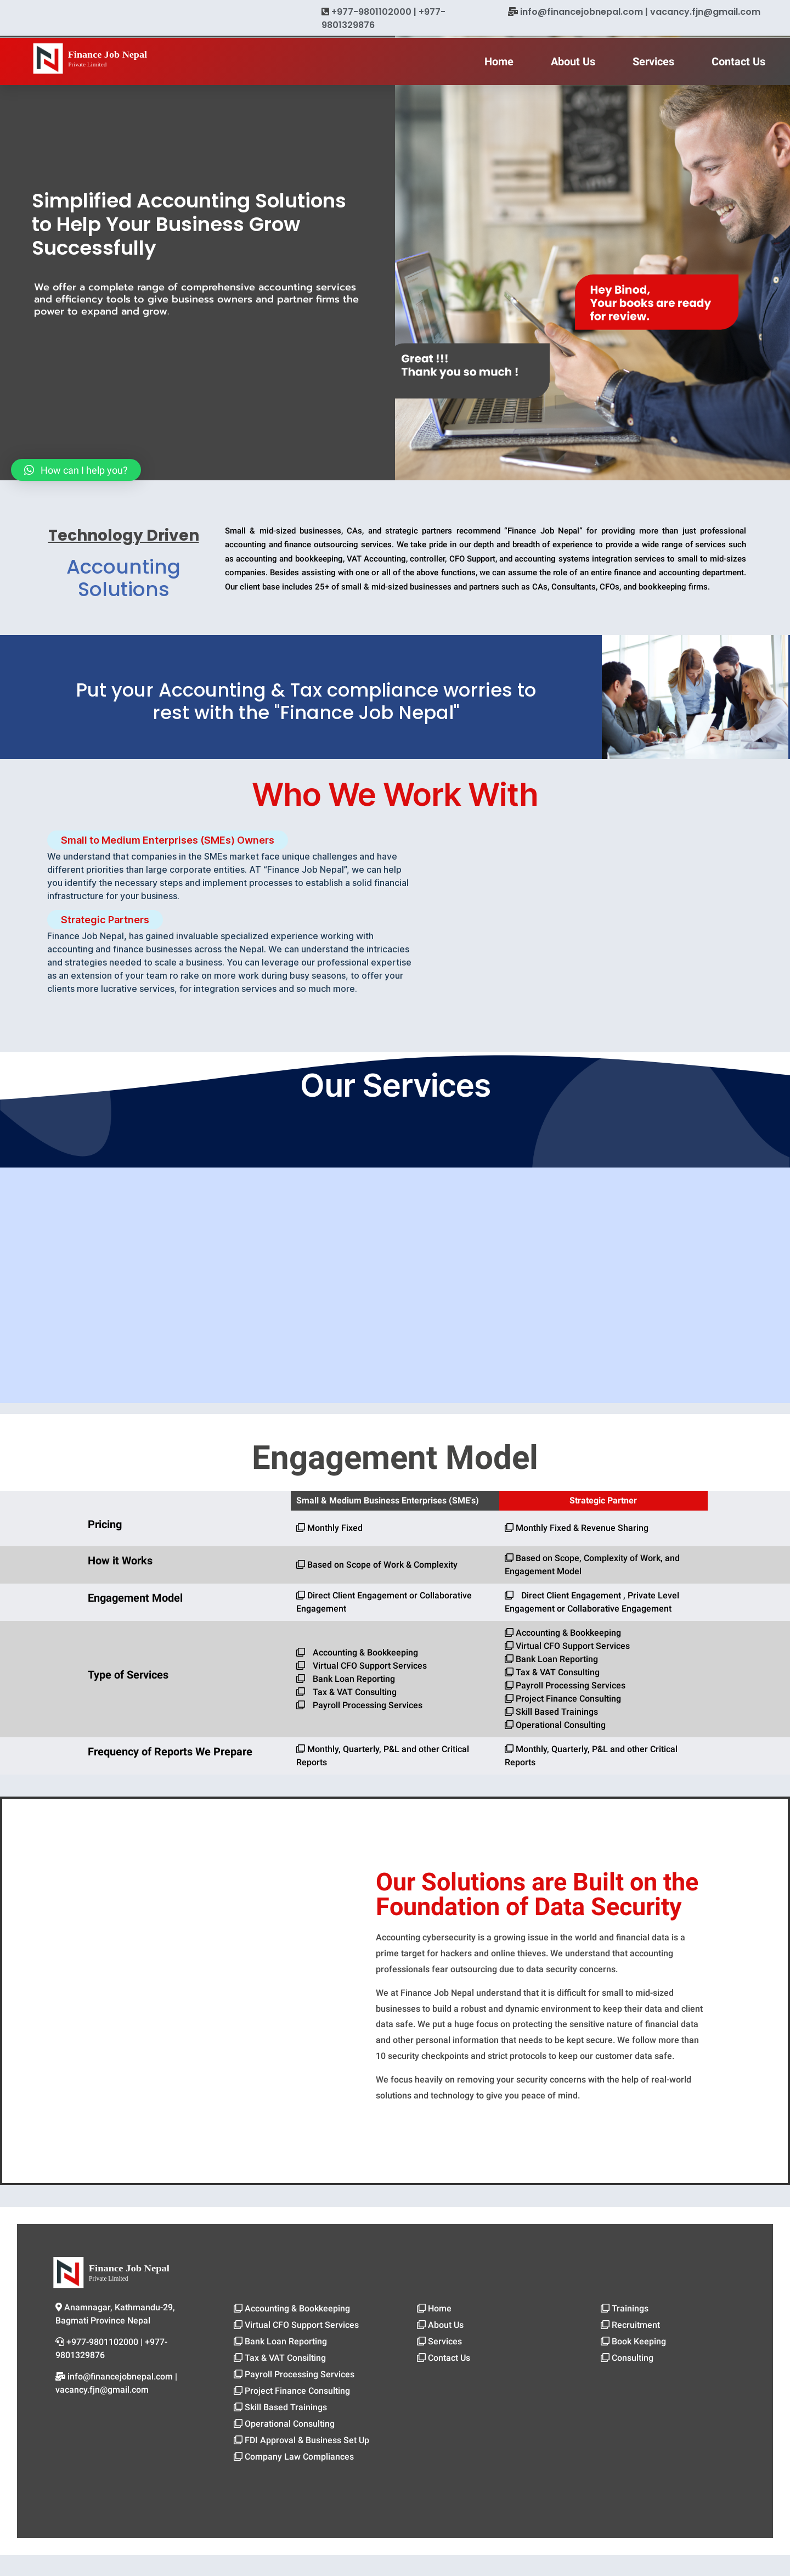 +977-9801102000 | +977-
9801329876
info@financejobnepal.com | vacancy.fjn@gmail.com
Finance Job Nepal
Private Limited
Home
About Us
Services
Contact Us
Simplified Accounting Solutions
to Help Your Business Grow
Successfully
We offer a complete range of comprehensive accounting services
and efficiency tools to give business owners and partner firms the
power to expand and grow.
Hey Binod,
Your books are ready
for review.
Great !!!
Thank you so much !
How can I help you?
Technology Driven
Accounting
Solutions
Small & mid-sized businesses, CAs, and strategic partners recommend “Finance Job Nepal” for providing more than just professional
accounting and finance outsourcing services. We take pride in our depth and breadth of experience to provide a wide range of services such
as accounting and bookkeeping, VAT Accounting, controller, CFO Support, and accounting systems integration services to small to mid-sizes
companies. Besides assisting with one or all of the above functions, we can assume the role of an entire finance and accounting department.
Our client base includes 25+ of small & mid-sized businesses and partners such as CAs, Consultants, CFOs, and bookkeeping firms.
Put your Accounting & Tax compliance worries to
rest with the "Finance Job Nepal"
Who We Work With
Small to Medium Enterprises (SMEs) Owners
We understand that companies in the SMEs market face unique challenges and have
different priorities than large corporate entities. AT “Finance Job Nepal”, we can help
you identify the necessary steps and implement processes to establish a solid financial
infrastructure for your business.
Strategic Partners
Finance Job Nepal, has gained invaluable specialized experience working with
accounting and finance businesses across the Nepal. We can understand the intricacies
and strategies needed to scale a business. You can leverage our professional expertise
as an extension of your team ro rake on more work during busy seasons, to offer your
clients more lucrative services, for integration services and so much more.
Our Services
Engagement Model
Small & Medium Business Enterprises (SME's)
Strategic Partner
Pricing
Monthly Fixed
Monthly Fixed & Revenue Sharing
How it Works
Based on Scope of Work & Complexity
Based on Scope, Complexity of Work, and
Engagement Model
Engagement Model
Direct Client Engagement or Collaborative
Engagement
Direct Client Engagement , Private Level
Engagement or Collaborative Engagement
Type of Services
Accounting & Bookkeeping
Virtual CFO Support Services
Bank Loan Reporting
Tax & VAT Consulting
Payroll Processing Services
Accounting & Bookkeeping
Virtual CFO Support Services
Bank Loan Reporting
Tax & VAT Consulting
Payroll Processing Services
Project Finance Consulting
Skill Based Trainings
Operational Consulting
Frequency of Reports We Prepare
Monthly, Quarterly, P&L and other Critical
Reports
Monthly, Quarterly, P&L and other Critical
Reports
Our Solutions are Built on the
Foundation of Data Security
Accounting cybersecurity is a growing issue in the world and financial data is a
prime target for hackers and online thieves. We understand that accounting
professionals fear outsourcing due to data security concerns.
We at Finance Job Nepal understand that it is difficult for small to mid-sized
businesses to build a robust and dynamic environment to keep their data and client
data safe. We put a huge focus on protecting the sensitive nature of financial data
and other personal information that needs to be kept secure. We follow more than
10 security checkpoints and strict protocols to keep our customer data safe.
We focus heavily on removing your security concerns with the help of real-world
solutions and technology to give you peace of mind.
Finance Job Nepal
Private Limited
Anamnagar, Kathmandu-29,
Bagmati Province Nepal
+977-9801102000 | +977-
9801329876
info@financejobnepal.com |
vacancy.fjn@gmail.com
Accounting & Bookkeeping
Virtual CFO Support Services
Bank Loan Reporting
Tax & VAT Consilting
Payroll Processing Services
Project Finance Consulting
Skill Based Trainings
Operational Consulting
FDI Approval & Business Set Up
Company Law Compliances
Home
About Us
Services
Contact Us
Trainings
Recruitment
Book Keeping
Consulting